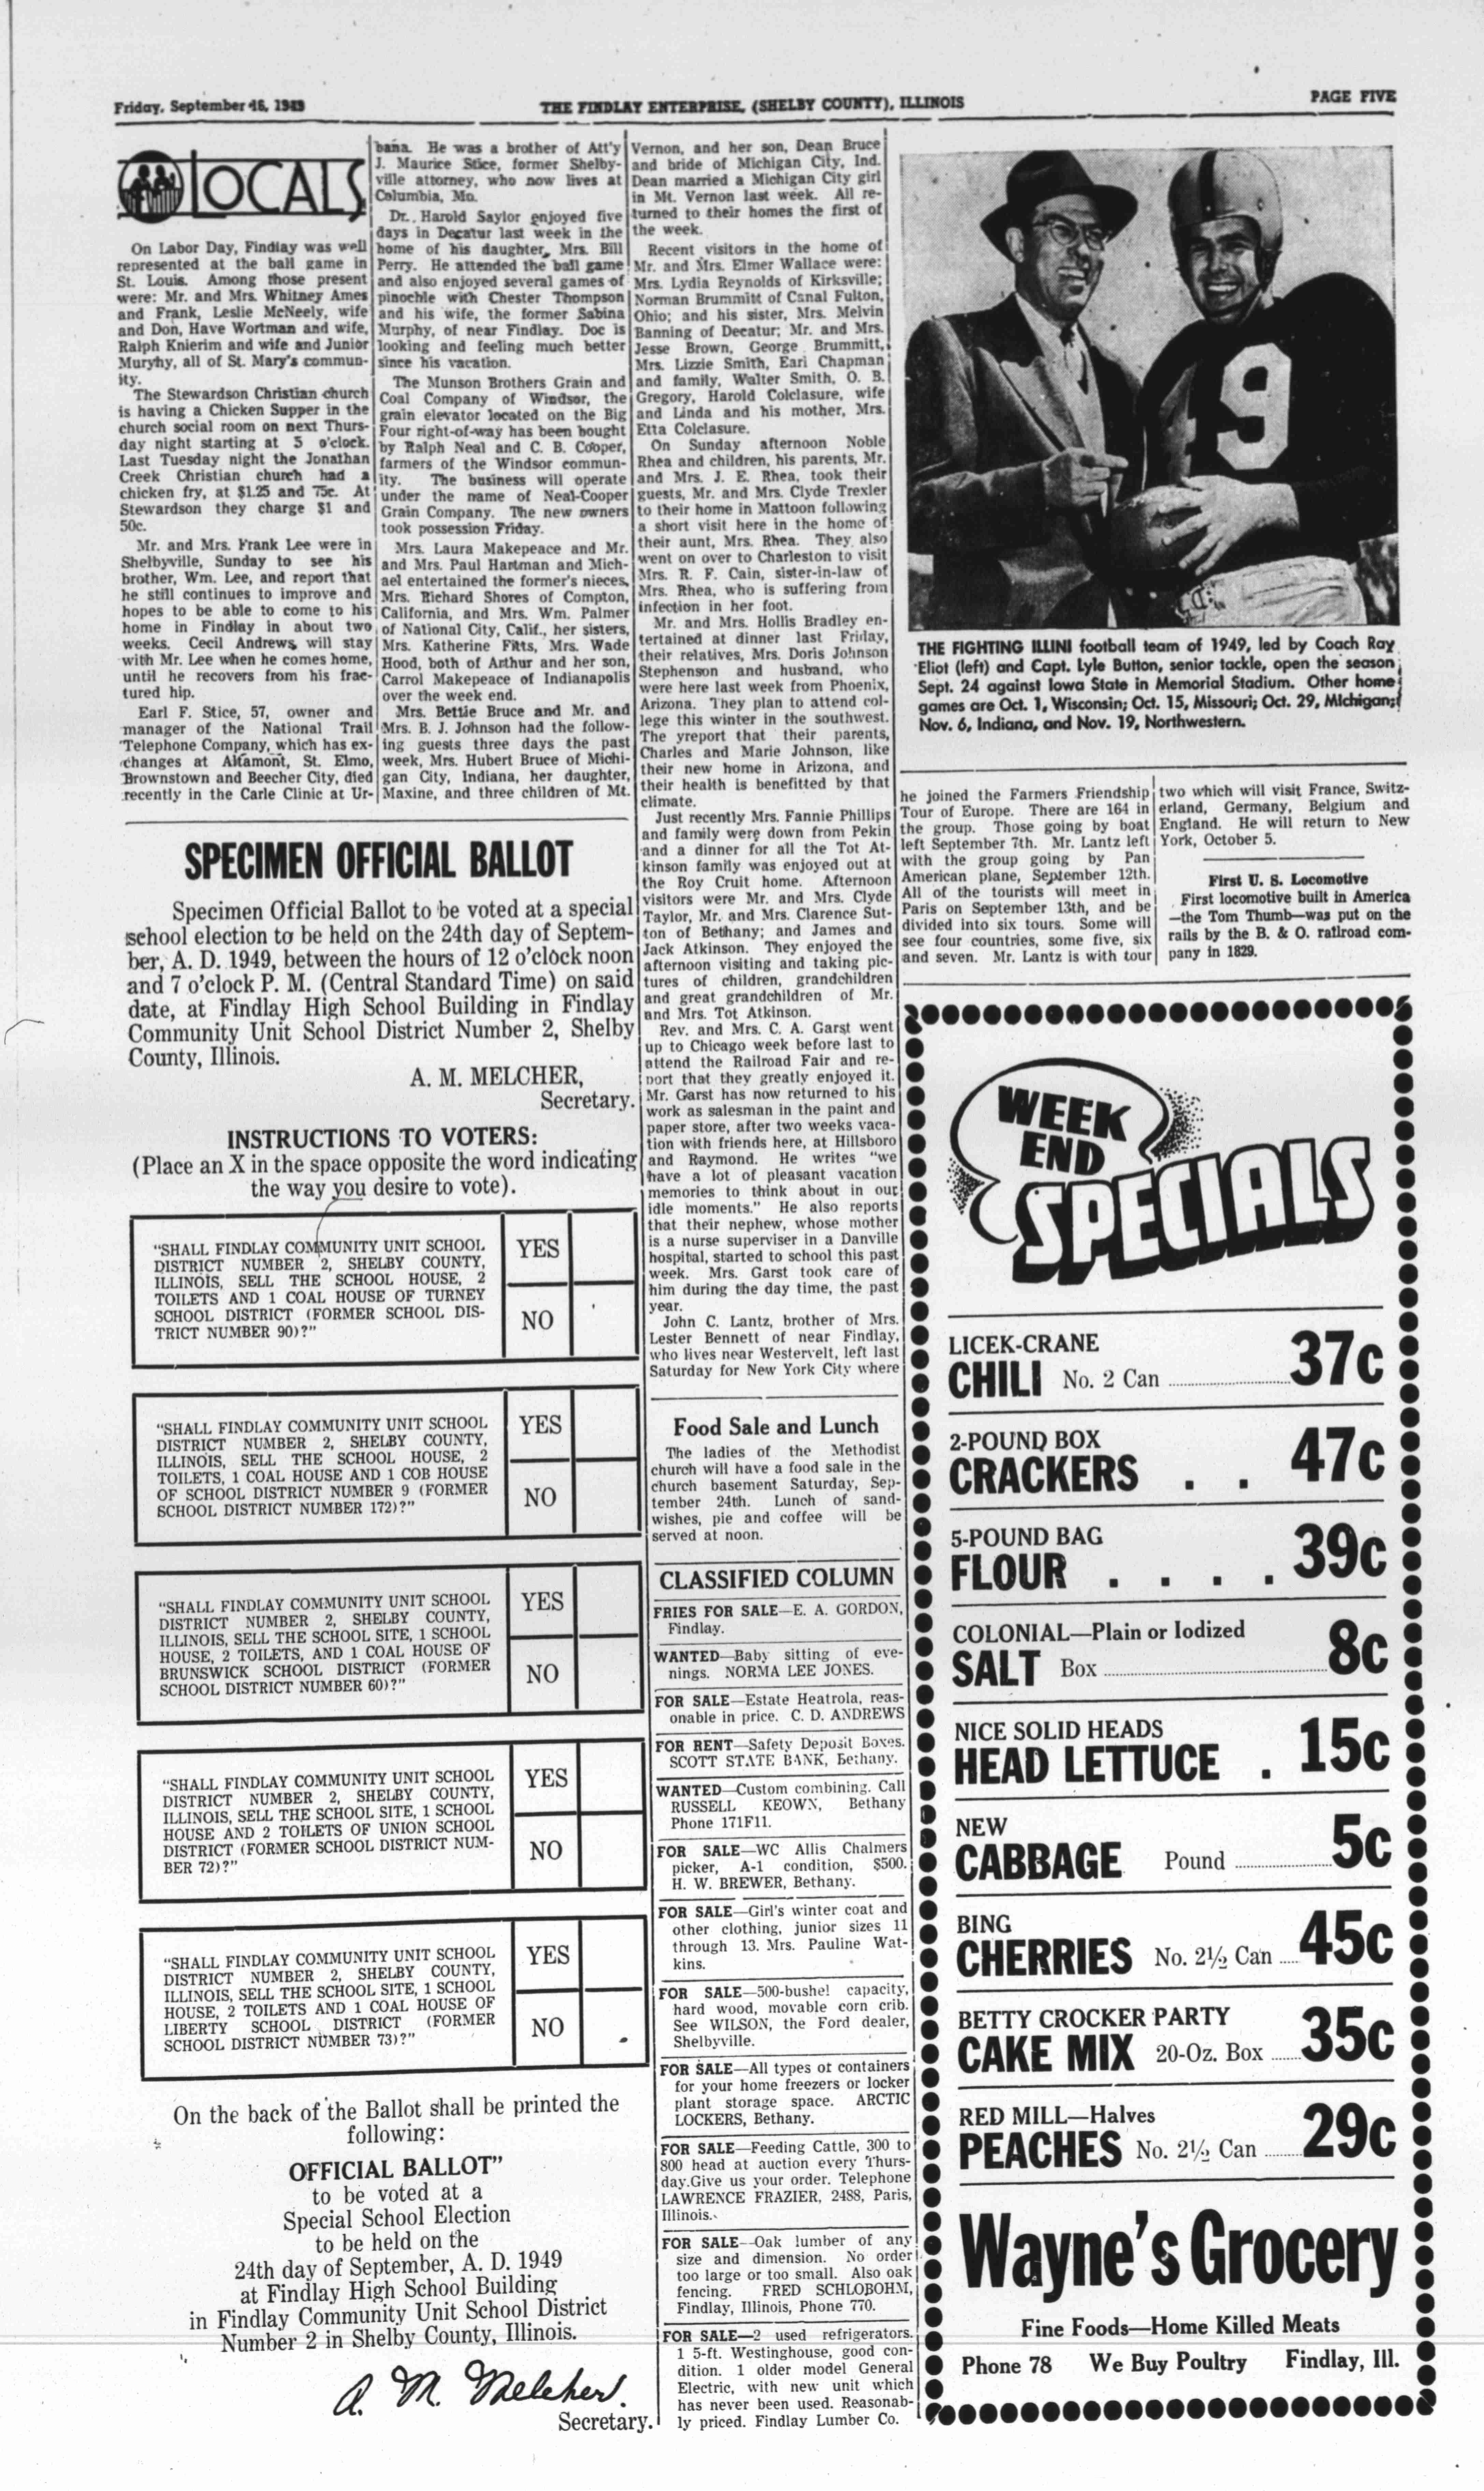 Friday, September 16, 1949
THE FINDLAY ENTERPRISE, (SHELBY COUNTY), ILLINOIS
PAGE FIVE
LOCALS
On Labor Day, Findlay was well
represented at the ball game in
St. Louis. Among those present
were: Mr. and Mrs. Whitney Ames
and Frank, Leslie McNeely, wife
and Don, Have Wortman and wife,
Ralph Knierim and wife and Junior
Muryhy, all of St. Mary's commun-
ity.
The Stewardson Christian church
is having a Chicken Supper in the
church social room on next Thurs-
day night starting at 5 o'clock.
Last Tuesday night the Jonathan
Creek Christian church had a
chicken fry, at $1.25 and 75c. At
Stewardson they charge $1 and
50c.
Mr. and Mrs. Frank Lee were in
Shelbyville, Sunday to see his
brother, Wm. Lee, and report that
he still continues to improve and
hopes to be able to come to his
home in Findlay in about two
weeks. Cecil Andrews will stay
with Mr. Lee when he comes home,
until he recovers from his frac-
tured hip.
Earl F. Stice, 57, owner and
manager of the National Trail
Telephone Company, which has ex-
changes at Altamont, St. Elmo,
Brownstown and Beecher City, died
recently in the Carle Clinic at Ur-
bana. He was a brother of Att'y
J. Maurice Stice, former Shelby-
ville attorney, who now lives at
Columbia, Mo.
Dr. Harold Saylor enjoyed five
days in Decatur last week in the
home of his daughter, Mrs. Bill
Perry. He attended the ball game
and also enjoyed several games of
pinochle with Chester Thompson
and his wife, the former Sabina
Murphy, of near Findlay. Doc is
looking and feeling much better
since his vacation.
The Munson Brothers Grain and
Coal Company of Windsor, the
grain elevator located on the Big
Four right-of-way has been bought
by Ralph Neal and C. B. Cooper,
farmers of the Windsor commun-
ity. The business will operate
under the name of Neal-Cooper
Grain Company. The new owners
took possession Friday.
Mrs. Laura Makepeace and Mr.
and Mrs. Paul Hartman and Mich-
ael entertained the former's nieces,
Mrs. Richard Shores of Compton,
California, and Mrs. Wm. Palmer
of National City, Calif., her sisters,
Mrs. Katherine Fitts, Mrs. Wade
Hood, both of Arthur and her son,
Carrol Makepeace of Indianapolis
over the week end.
Mrs. Bettie Bruce and Mr. and
Mrs. B. J. Johnson had the follow-
ing guests three days the past
week, Mrs. Hubert Bruce of Michi-
gan City, Indiana, her daughter,
Maxine, and three children of Mt.
Vernon, and her son, Dean Bruce
and bride of Michigan City, Ind.
Dean married a Michigan City girl
in Mt. Vernon last week. All re-
turned to their homes the first of
the week.
Recent visitors in the home of
Mr. and Mrs. Elmer Wallace were:
Mrs. Lydia Reynolds of Kirksville;
Norman Brummitt of Canal Fulton,
Ohio; and his sister, Mrs. Melvin
Banning of Decatur; Mr. and Mrs.
Jesse Brown, George Brummitt,
Mrs. Lizzie Smith, Earl Chapman
and family, Walter Smith, O. B.
Gregory, Harold Colclasure, wife
and Linda and his mother, Mrs.
Etta Colclasure.
On Sunday afternoon Noble
Rhea and children, his parents, Mr.
and Mrs. J. E. Rhea, took their
guests, Mr. and Mrs. Clyde Trexler
to their home in Mattoon following
a short visit here in the home of
their aunt, Mrs. Rhea. They also
went on over to Charleston to visit
Mrs. R. F. Cain, sister-in-law of
Mrs. Rhea, who is suffering from
infection in her foot.
Mr. and Mrs. Hollis Bradley en-
tertained at dinner last Friday,
their relatives, Mrs. Doris Johnson
Stephenson and husband, who
were here last week from Phoenix,
Arizona. They plan to attend col-
lege this winter in the southwest.
The yreport that their parents,
Charles and Marie Johnson, like
their new home in Arizona, and
their health is benefitted by that
climate.
Just recently Mrs. Fannie Phillips
and family were down from Pekin
and a dinner for all the Tot At-
kinson family was enjoyed out at
the Roy Cruit home. Afternoon
visitors were Mr. and Mrs. Clyde
Taylor, Mr. and Mrs. Clarence Sut-
ton of Bethany; and James and
Jack Atkinson. They enjoyed the
afternoon visiting and taking pic-
tures of children, grandchildren
and great grandchildren of Mr.
and Mrs. Tot Atkinson.
Rev. and Mrs. C. A. Garst went
up to Chicago week before last to
attend the Railroad Fair and re-
port that they greatly enjoyed it.
Mr. Garst has now returned to his
work as salesman in the paint and
paper store, after two weeks vaca-
tion with friends here, at Hillsboro
and Raymond. He writes "we
have a lot of pleasant vacation
memories to think about in our
idle moments." He also reports
that their nephew, whose mother
is a nurse superviser in a Danville
hospital, started to school this past
week. Mrs. Garst took care of
him during the day time, the past
year.
John C. Lantz, brother of Mrs.
Lester Bennett of near Findlay,
who lives near Westervelt, left last
Saturday for New York City where
he joined the Farmers Friendship
Tour of Europe. There are 164 in
the group. Those going by boat
left September 7th. Mr. Lantz left
with the group going by Pan
American plane, September 12th.
All of the tourists will meet in
Paris on September 13th, and be
divided into six tours. Some will
see four countries, some five, six
and seven. Mr. Lantz is with tour
two which will visit France, Switz-
erland, Germany, Belgium and
England. He will return to New
York, October 5.
First U. S. Locomotive
First locomotive built in America
—the Tom Thumb—was put on the
rails by the B. & O. railroad com-
pany in 1829.
9
THE FIGHTING ILLINI football team of 1949, led by Coach Ray
Eliot (left) and Capt. Lyle Button, senior tackle, open the season
Sept. 24 against Iowa State in Memorial Stadium. Other home
games are Oct. 1, Wisconsin; Oct. 15, Missouri; Oct. 29, Michigan;
Nov. 6, Indiana, and Nov. 19, Northwestern.
SPECIMEN OFFICIAL BALLOT
Specimen Official Ballot to be voted at a special
school election to be held on the 24th day of Septem-
ber, A. D. 1949, between the hours of 12 o'clock noon
and 7 o'clock P. M. (Central Standard Time) on said
date, at Findlay High School Building in Findlay
Community Unit School District Number 2, Shelby
County, Illinois.
A. M. MELCHER,
Secretary.
INSTRUCTIONS TO VOTERS:
(Place an X in the space opposite the word indicating
the way you desire to vote).
"SHALL FINDLAY COMMUNITY UNIT SCHOOL
DISTRICT NUMBER 2, SHELBY COUNTY,
ILLINOIS, SELL THE SCHOOL HOUSE, 2
TOILETS AND 1 COAL HOUSE OF TURNEY
SCHOOL DISTRICT (FORMER SCHOOL DIS-
TRICT NUMBER 90)?"
YES
NO
"SHALL FINDLAY COMMUNITY UNIT SCHOOL
DISTRICT NUMBER 2, SHELBY COUNTY,
ILLINOIS, SELL THE SCHOOL HOUSE, 2
TOILETS, 1 COAL HOUSE AND 1 COB HOUSE
OF SCHOOL DISTRICT NUMBER 9 (FORMER
SCHOOL DISTRICT NUMBER 172)?"
YES
NO
"SHALL FINDLAY COMMUNITY UNIT SCHOOL
DISTRICT NUMBER 2, SHELBY COUNTY,
ILLINOIS, SELL THE SCHOOL SITE, 1 SCHOOL
HOUSE, 2 TOILETS, AND 1 COAL HOUSE OF
BRUNSWICK SCHOOL DISTRICT (FORMER
SCHOOL DISTRICT NUMBER 60)?"
YES
NO
"SHALL FINDLAY COMMUNITY UNIT SCHOOL
DISTRICT NUMBER 2, SHELBY COUNTY,
ILLINOIS, SELL THE SCHOOL SITE, 1 SCHOOL
HOUSE AND 2 TOILETS OF UNION SCHOOL
DISTRICT (FORMER SCHOOL DISTRICT NUM-
BER 72)?"
YES
NO
"SHALL FINDLAY COMMUNITY UNIT SCHOOL
DISTRICT NUMBER 2, SHELBY COUNTY,
ILLINOIS, SELL THE SCHOOL SITE, 1 SCHOOL
HOUSE, 2 TOILETS AND 1 COAL HOUSE OF
LIBERTY SCHOOL DISTRICT (FORMER
SCHOOL DISTRICT NUMBER 73)?"
YES
NO
On the back of the Ballot shall be printed the
following:
OFFICIAL BALLOT"
to be voted at a
Special School Election
to be held on the
24th day of September, A. D. 1949
at Findlay High School Building
in Findlay Community Unit School District
Number 2 in Shelby County, Illinois.
A. M. Melcher.
Secretary.
Food Sale and Lunch
The ladies of the Methodist
church will have a food sale in the
church basement Saturday, Sep-
tember 24th. Lunch of sand-
wishes, pie and coffee will be
served at noon.
CLASSIFIED COLUMN
FRIES FOR SALE—E. A. GORDON,
Findlay.
WANTED—Baby sitting of eve-
nings. NORMA LEE JONES.
FOR SALE—Estate Heatrola, reas-
onable in price. C. D. ANDREWS
FOR RENT—Safety Deposit Boxes.
SCOTT STATE BANK, Bethany.
WANTED—Custom combining. Call
RUSSELL KEOWN, Bethany
Phone 171F11.
FOR SALE—WC Allis Chalmers
picker, A-1 condition, $500.
H. W. BREWER, Bethany.
FOR SALE—Girl's winter coat and
other clothing, junior sizes 11
through 13. Mrs. Pauline Wat-
kins.
FOR SALE—500-bushel capacity,
hard wood, movable corn crib.
See WILSON, the Ford dealer,
Shelbyville.
FOR SALE—All types of containers
for your home freezers or locker
plant storage space. ARCTIC
LOCKERS, Bethany.
FOR SALE—Feeding Cattle, 300 to
800 head at auction every Thurs-
day.Give us your order. Telephone
LAWRENCE FRAZIER, 2488, Paris,
Illinois.
FOR SALE—Oak lumber of any
size and dimension. No order
too large or too small. Also oak
fencing. FRED SCHLOBOHM,
Findlay, Illinois, Phone 770.
FOR SALE—2 used refrigerators.
1 5-ft. Westinghouse, good con-
dition. 1 older model General
Electric, with new unit which
has never been used. Reasonab-
ly priced. Findlay Lumber Co.
WEEK
END
SPECIALS
LICEK-CRANE
CHILI No. 2 Can 37c
2-POUND BOX
CRACKERS . . 47c
5-POUND BAG
FLOUR . . . . 39c
COLONIAL—Plain or Iodized
SALT Box 8c
NICE SOLID HEADS
HEAD LETTUCE . 15c
NEW
CABBAGE Pound 5c
BING
CHERRIES No. 2½ Can 45c
BETTY CROCKER PARTY
CAKE MIX 20-Oz. Box 35c
RED MILL—Halves
PEACHES No. 2½ Can 29c
Wayne's Grocery
Fine Foods—Home Killed Meats
Phone 78 We Buy Poultry Findlay, Ill.